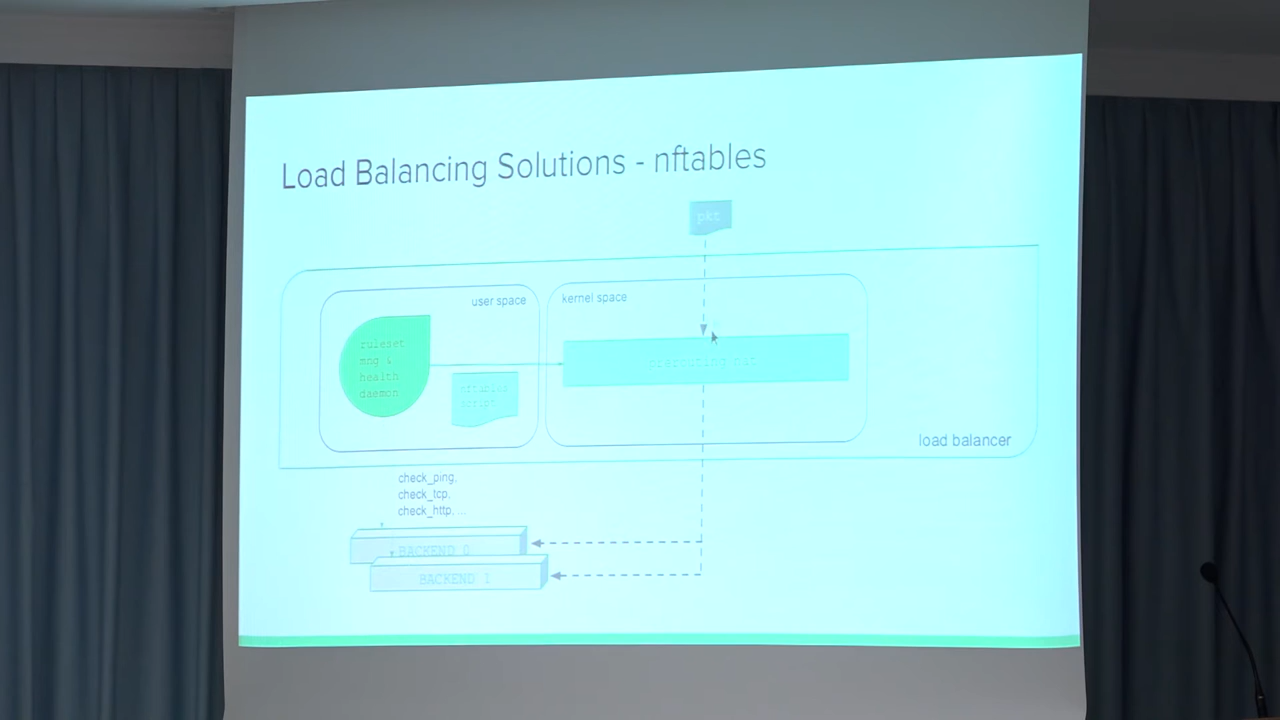 Load Balancing Solutions - nftables
pkt
user space
kernel space
ruleset
mng &
health
daemon
nftables
script
prerouting nat
load balancer
check_ping,
check_tcp,
check_http, ...
BACKEND 0
BACKEND 1